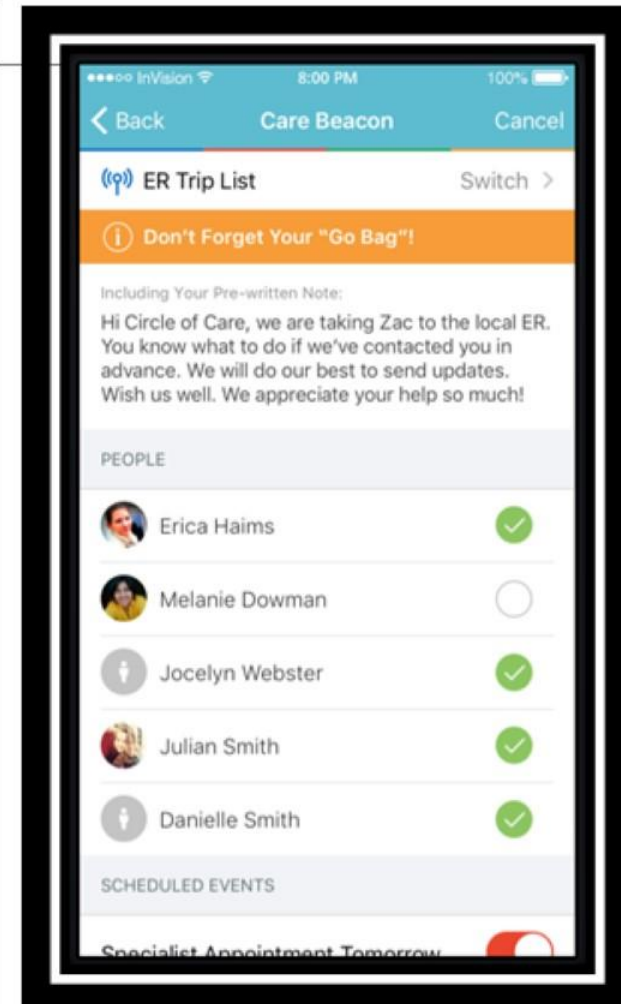 InVision 8:00 PM 100%
Back Care Beacon Cancel
ER Trip List Switch
Don't Forget Your "Go Bag"!
Including Your Pre-written Note:
Hi Circle of Care, we are taking Zac to the local ER.
You know what to do if we've contacted you in
advance. We will do our best to send updates.
Wish us well. We appreciate your help so much!
PEOPLE
Erica Haims
Melanie Dowman
Jocelyn Webster
Julian Smith
Danielle Smith
SCHEDULED EVENTS
Specialist Appointment Tomorrow